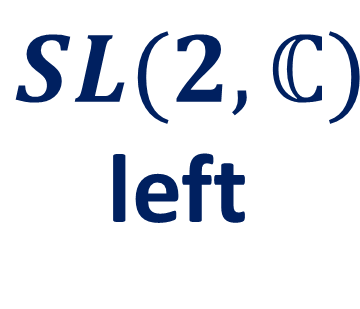 SL(2, ℂ)
left